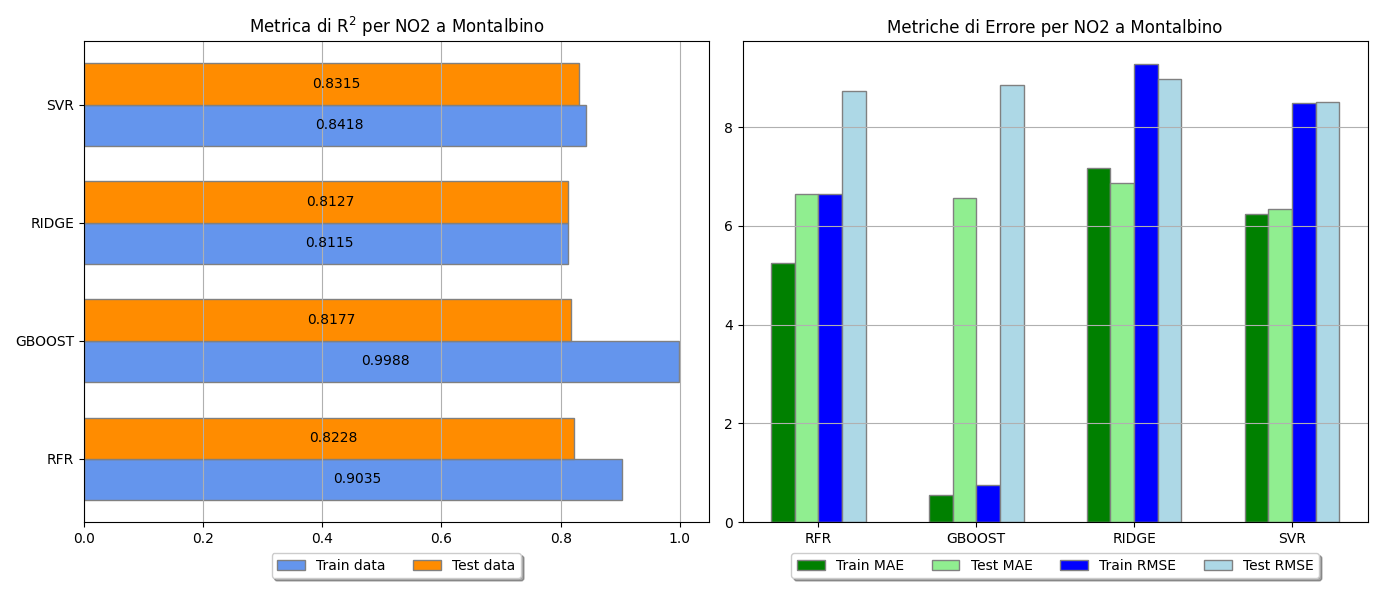 Metrica di R² per NO2 a Montalbino
SVR
0.8315
0.8418
RIDGE
0.8127
0.8115
GBOOST
0.8177
0.9988
RFR
0.8228
0.9035
0.0 0.2 0.4 0.6 0.8 1.0
Train data Test data
Metriche di Errore per NO2 a Montalbino
8
6
4
2
0
RFR GBOOST RIDGE SVR
Train MAE Test MAE Train RMSE Test RMSE